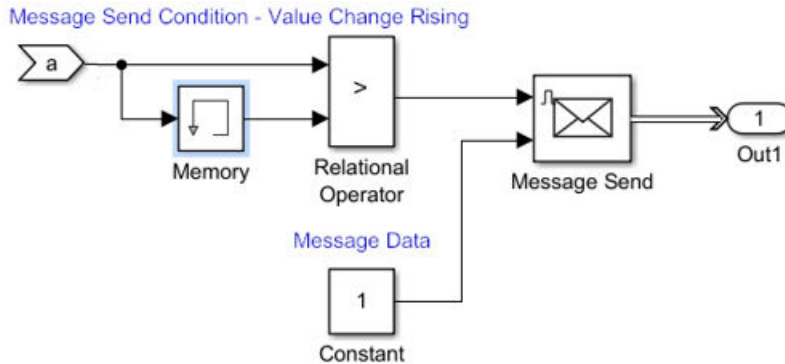 Message Send Condition - Value Change Rising
a
>
Memory
Relational
Operator
Message Send
1
Out1
Message Data
1
Constant